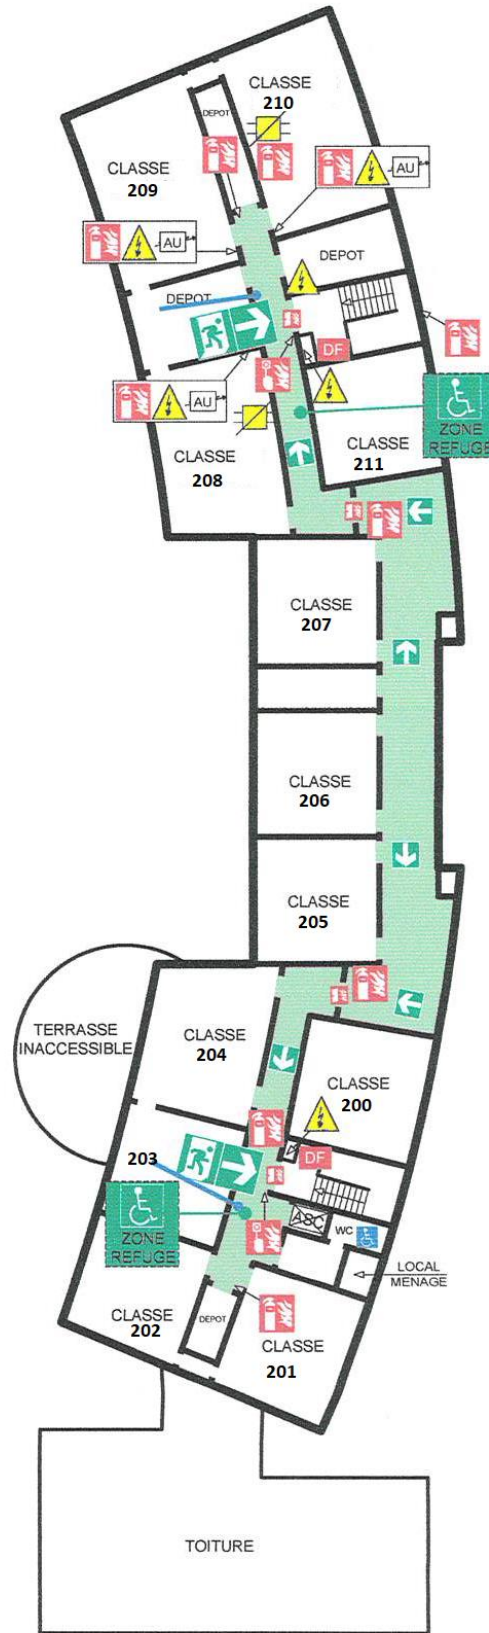 CLASSE
210
DEPOT
CLASSE
209
AU
AU
DEPOT
DEPOT
DF
AU
ZONE
REFUGE
CLASSE
211
CLASSE
208
CLASSE
207
CLASSE
206
CLASSE
205
TERRASSE
INACCESSIBLE
CLASSE
204
CLASSE
200
203
DF
ASC
WC
ZONE
REFUGE
LOCAL
MENAGE
CLASSE
202
DEPOT
CLASSE
201
TOITURE